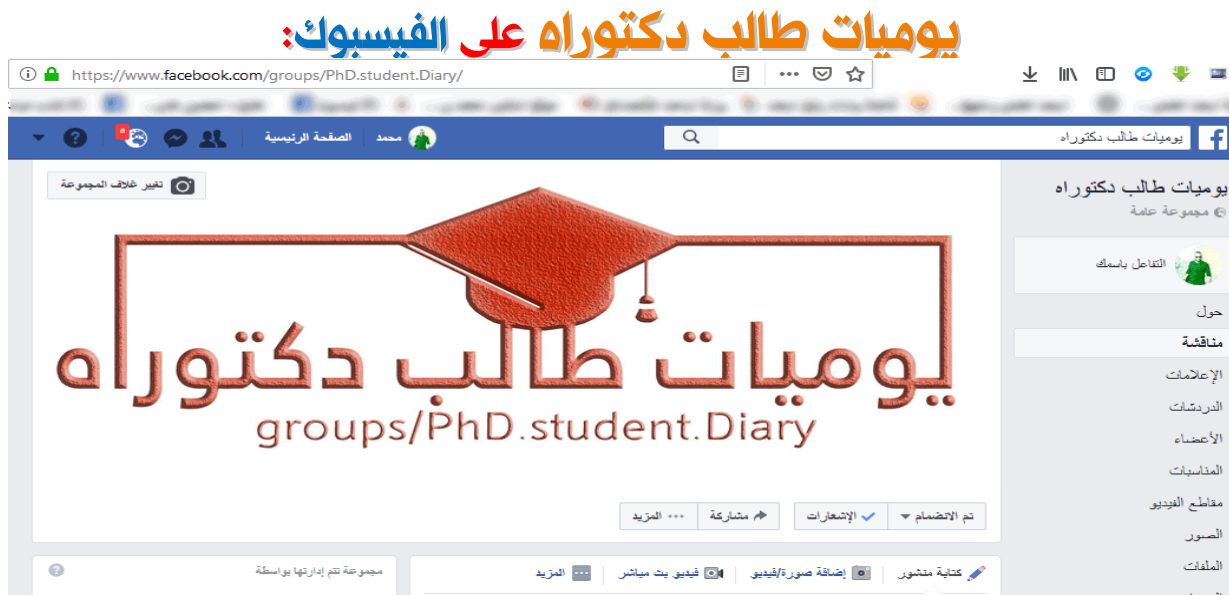 يوميات طالب دكتوراه على الفيسبوك:
https://www.facebook.com/groups/PhD.student.Diary/
يوميات طالب دكتوراه
محمد
الصفحة الرئيسية
يوميات طالب دكتوراه
مجموعة عامة
التفاعل باسمك
حول
مناقشة
الإعلامات
الدردشات
الأعضاء
المناسبات
مقاطع الفيديو
الصور
الملفات
تغيير غلاف المجموعة
يوميات طالب دكتوراه
groups/PhD.student.Diary
تم الانضمام الإشعارات مشاركة المزيد
كتابة منشور إضافة صورة/فيديو فيديو بث مباشر المزيد
مجموعة تتم إدارتها بواسطة